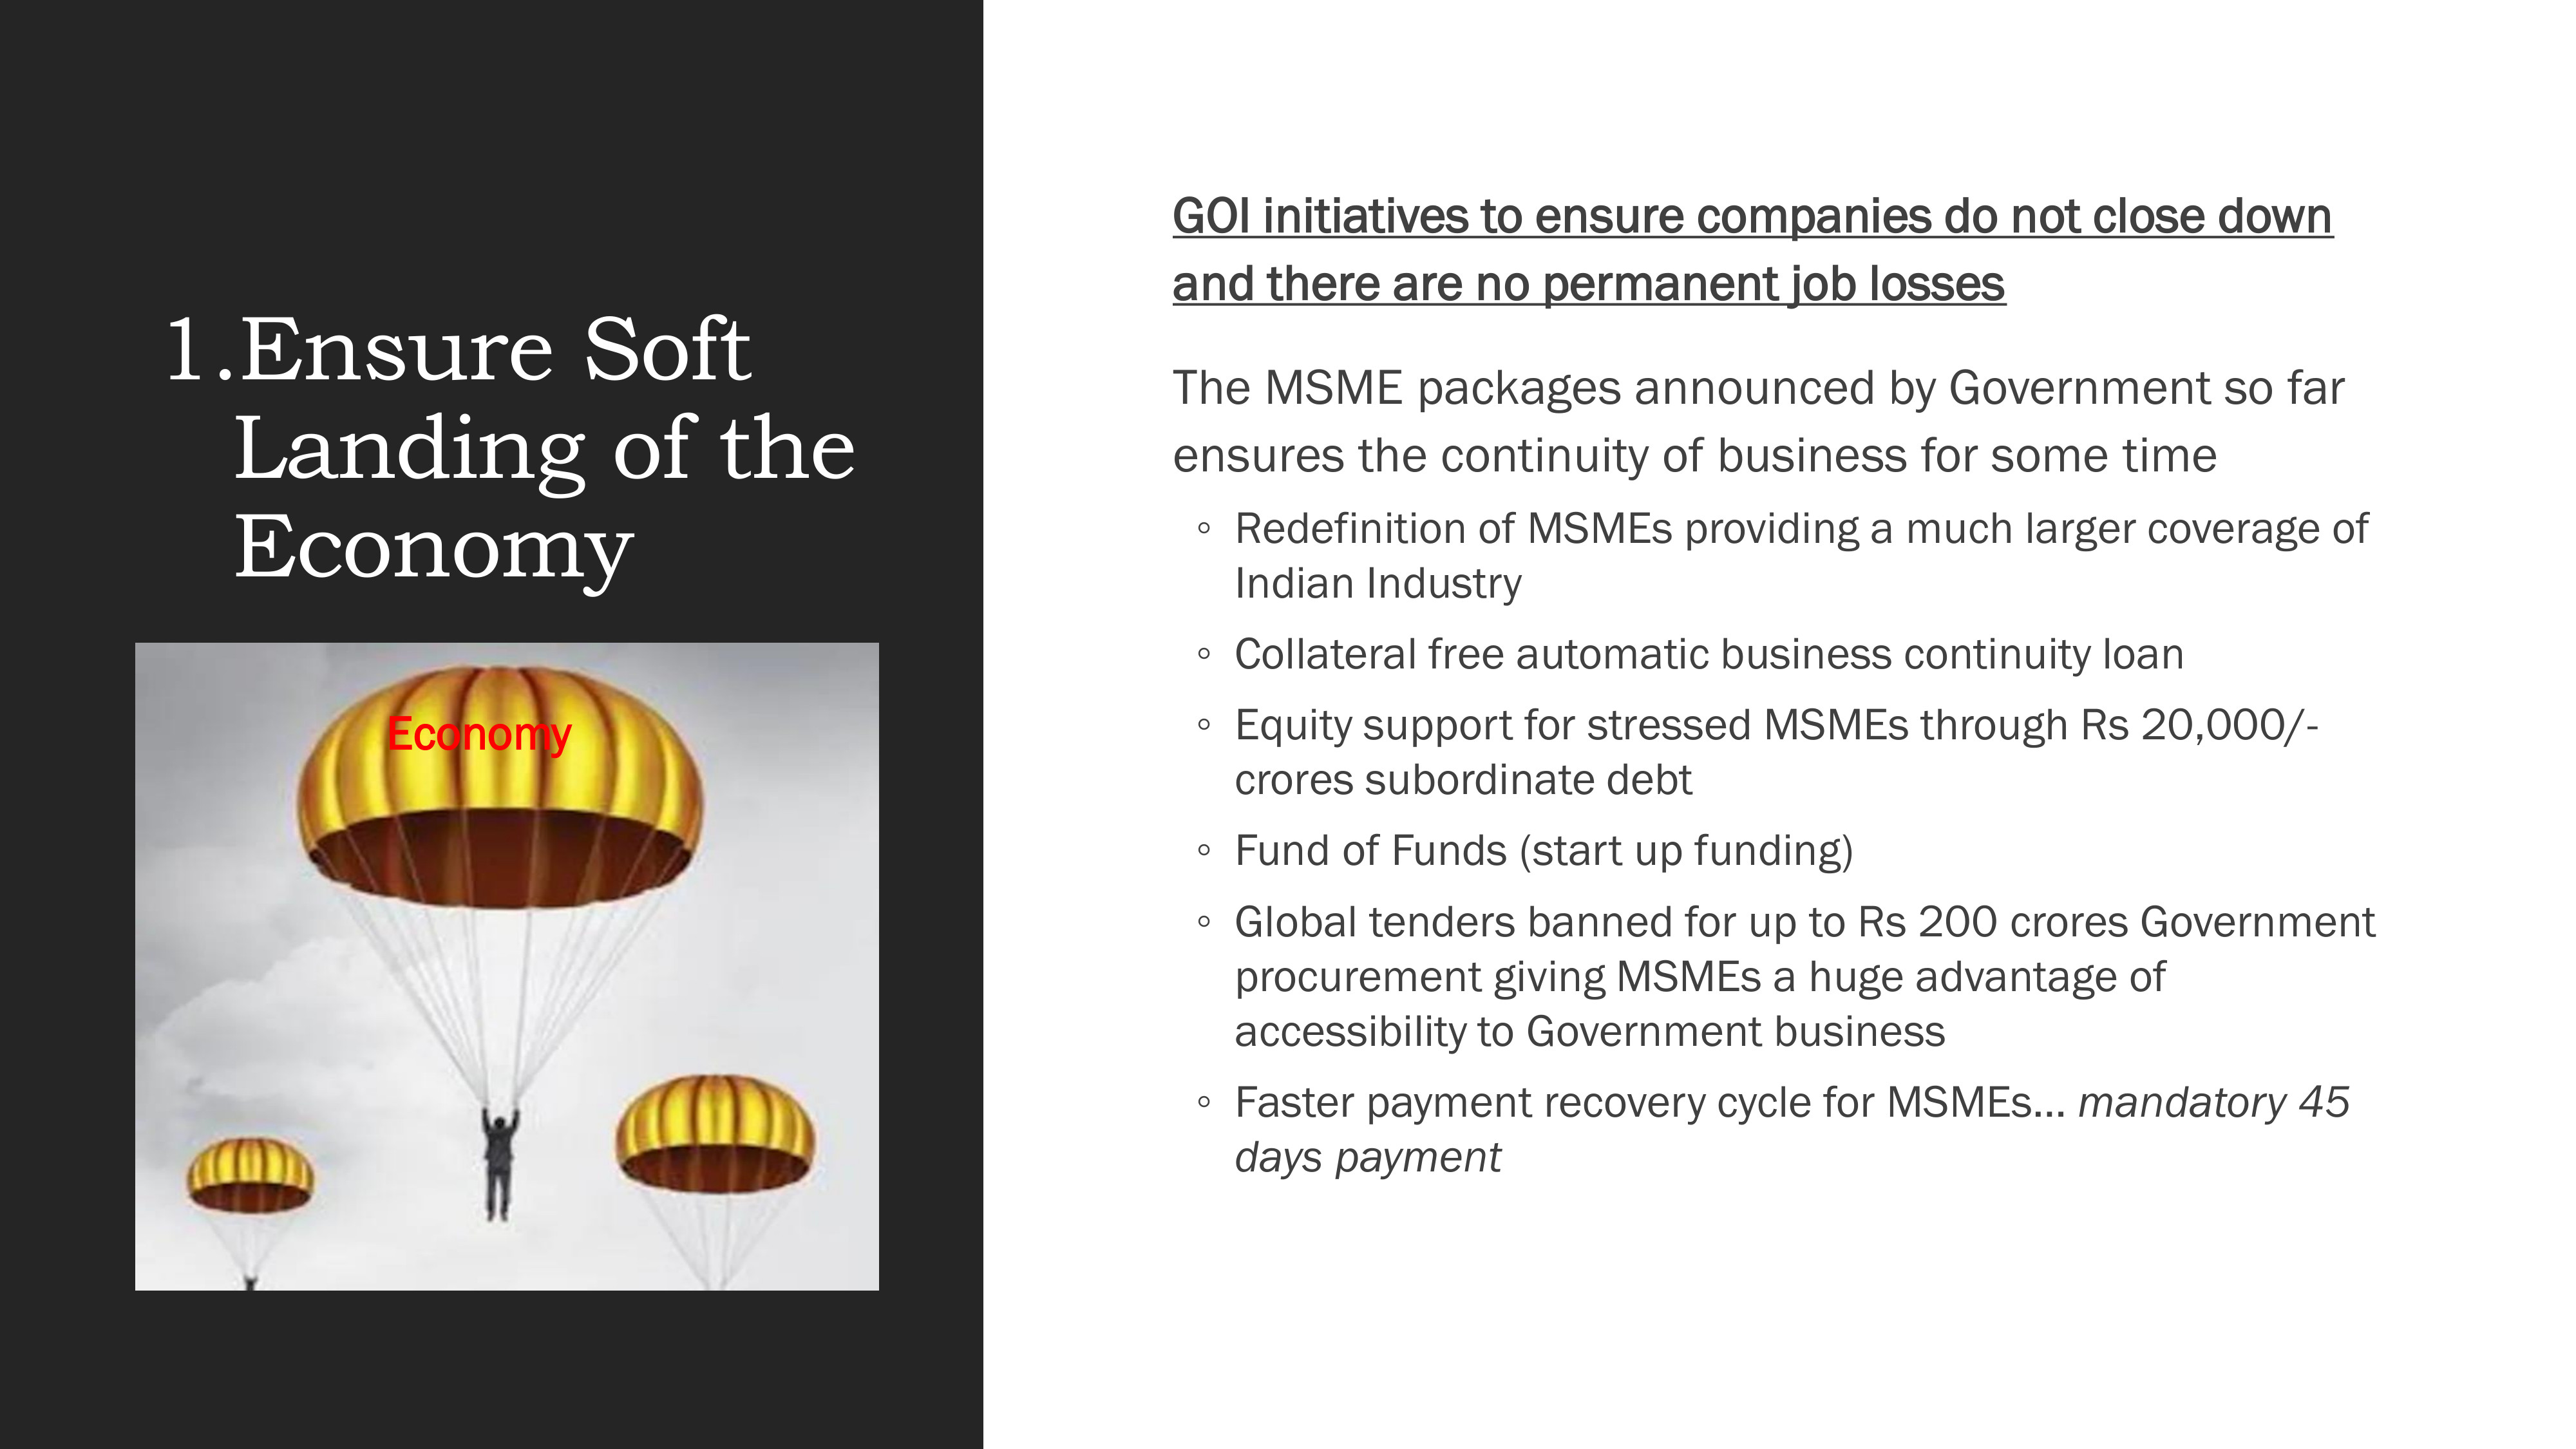 1.Ensure Soft
Landing of the
Economy
Economy
GOI initiatives to ensure companies do not close down
and there are no permanent job losses
The MSME packages announced by Government so far
ensures the continuity of business for some time
◦ Redefinition of MSMEs providing a much larger coverage of
Indian Industry
◦ Collateral free automatic business continuity loan
◦ Equity support for stressed MSMEs through Rs 20,000/-
crores subordinate debt
◦ Fund of Funds (start up funding)
◦ Global tenders banned for up to Rs 200 crores Government
procurement giving MSMEs a huge advantage of
accessibility to Government business
◦ Faster payment recovery cycle for MSMEs... mandatory 45
days payment